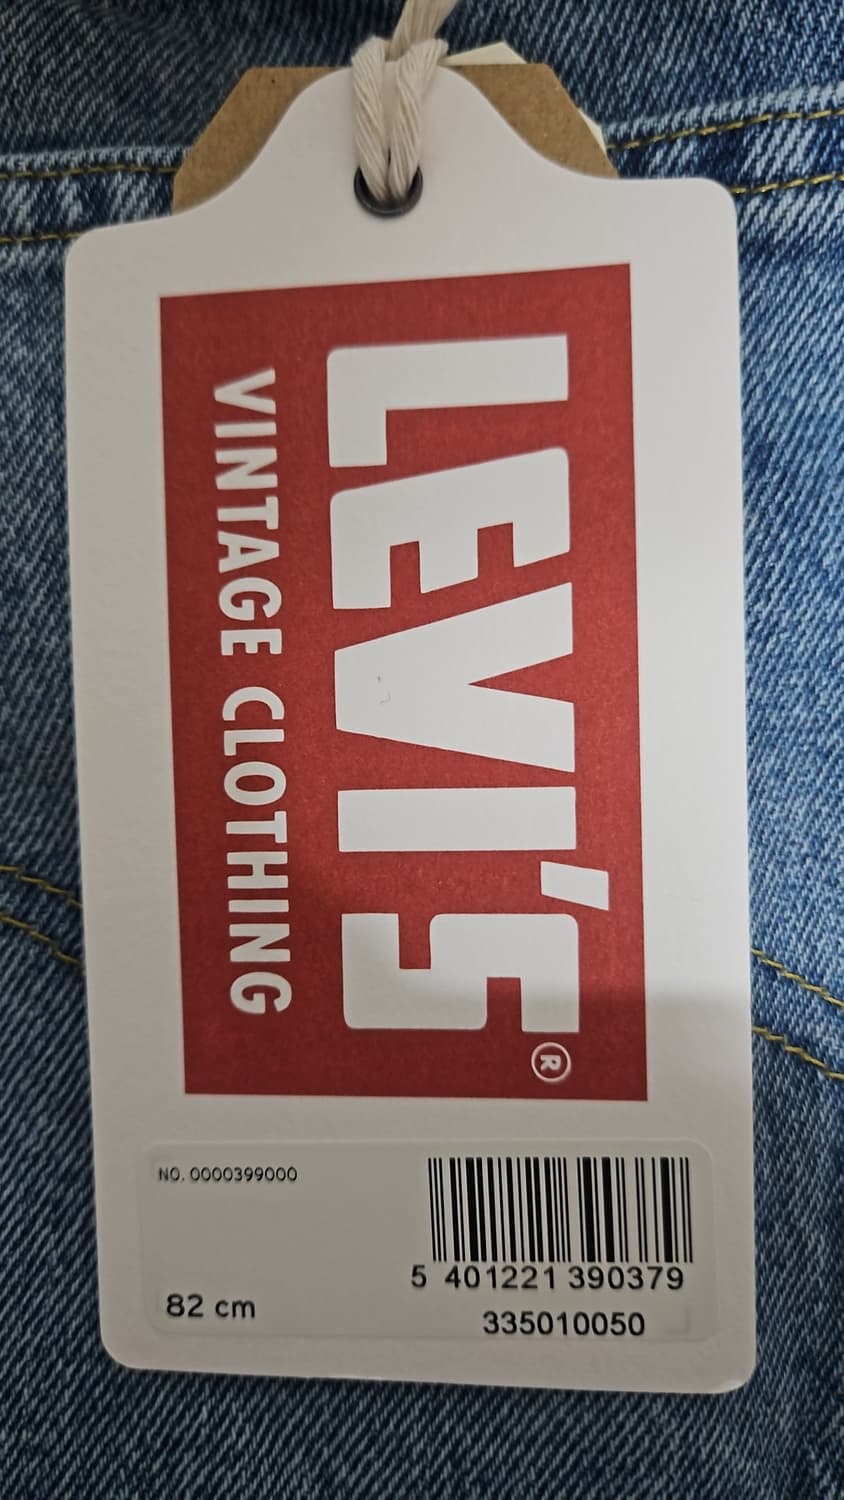 LEVI'S®
VINTAGE CLOTHING
NO. 0000399000
5 401221 390379
82 cm
335010050